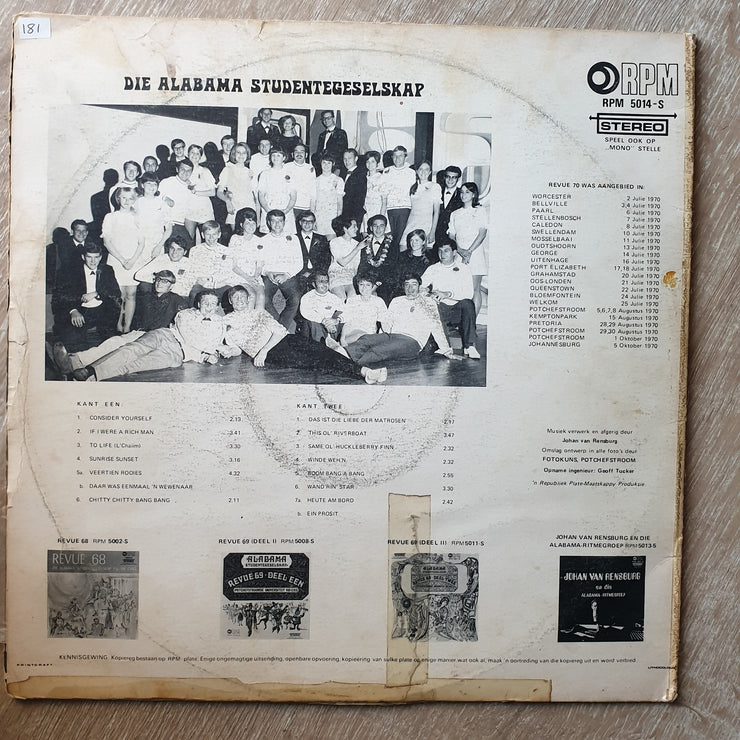 181
DIE ALABAMA STUDENTEGESELSKAP
RPM
RPM 5014-S
STEREO
SPEEL OOK OP
„MONO” STELLE
REVUE 70 WAS AANGEBIED IN:
WORCESTER 2 Julie 1970
BELLVILLE 3,4 Julie 1970
PAARL 6 Julie 1970
STELLENBOSCH 7 Julie 1970
CALEDON 8 Julie 1970
SWELLENDAM 10 Julie 1970
MOSSELBAAI 11 Julie 1970
OUDTSHOORN 13 Julie 1970
GEORGE 14 Julie 1970
UITENHAGE 16 Julie 1970
PORT ELIZABETH 17,18 Julie 1970
GRAHAMSTAD 20 Julie 1970
OOS-LONDEN 21 Julie 1970
QUEENSTOWN 22 Julie 1970
BLOEMFONTEIN 24 Julie 1970
WELKOM 25 Julie 1970
POTCHEFSTROOM 5,6,7,8 Augustus 1970
KEMPTONPARK 15 Augustus 1970
PRETORIA 28,29 Augustus 1970
POTCHEFSTROOM 29,30 Augustus 1970
POTCHEFSTROOM 1 Oktober 1970
JOHANNESBURG 5 Oktober 1970
KANT EEN:
1. CONSIDER YOURSELF 2.19
2. IF I WERE A RICH MAN 3.41
3. TO LIFE (L'Chaim) 3.30
4. SUNRISE SUNSET 3.16
5a. VEERTIEN ROOIES 4.32
b. DAAR WAS EENMAAL 'N WEWENAAR
6. CHITTY CHITTY BANG BANG 2.11
KANT TWEE
1. DAS IST DIE LIEBE DER MATROSEN 2.17
2. THIS OL' RIVERBOAT 3.47
3. SAME OL' HUCKLEBERRY FINN 2.32
4. WINDE WEH'N 2.32
5. BOOM BANG A BANG 2.55
6. WAND'RIN' STAR 3.30
7a. HEUTE AM BORD 2.42
b. EIN PROSIT
Musiek verwerk en afgerig deur
Johan van Rensburg
Omslag ontwerp in alle foto's deur
FOTOKUNS, POTCHEFSTROOM.
Opname ingenieur: Geoff Tucker
'n Republiek Plate-Maatskappy Produksie.
REVUE 68 RPM 5002-S
REVUE 69 (DEEL I) RPM 5008-S
REVUE 69 (DEEL II) RPM 5011-S
JOHAN VAN RENSBURG EN DIE
ALABAMA-RITMEGROEP RPM 5013-S
REVUE 68
ALABAMA
STUDENTEGESELSKAP
REVUE 69 - DEEL EEN
JOHAN VAN RENSBURG
en die
ALABAMA-RITMEGROEP
KENNISGEWING. Kopiereg bestaan op RPM-plate. Enige ongemagtige uitsending, openbare opvoering, kopieering van sulke plate op enige manier wat ook al, maak 'n oortreding van die kopiereg uit en word verbied.
PRINTCRAFT